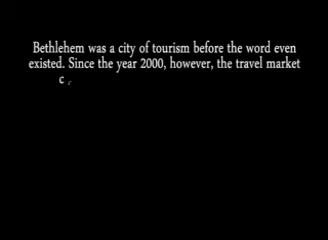 Bethlehem was a city of tourism before the word even
existed. Since the year 2000, however, the travel market